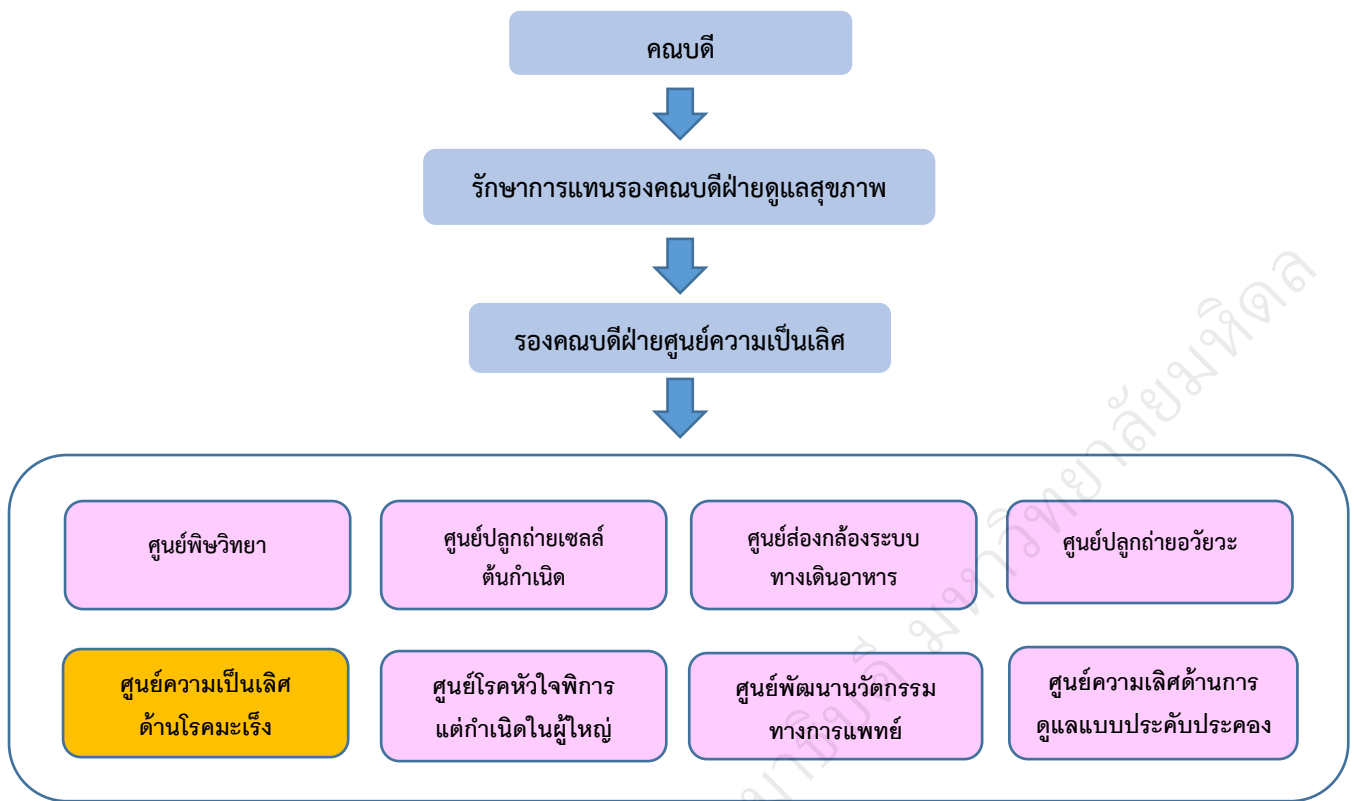 คณบดี
รักษาการแทนรองคณบดีฝ่ายดูแลสุขภาพ
รองคณบดีฝ่ายศูนย์ความเป็นเลิศ
ศูนย์พิษวิทยา
ศูนย์ปลูกถ่ายเซลล์
ต้นกำเนิด
ศูนย์ส่องกล้องระบบ
ทางเดินอาหาร
ศูนย์ปลูกถ่ายอวัยวะ
ศูนย์ความเป็นเลิศ
ด้านโรคมะเร็ง
ศูนย์โรคหัวใจพิการ
แต่กำเนิดในผู้ใหญ่
ศูนย์พัฒนานวัตกรรม
ทางการแพทย์
ศูนย์ความเลิศด้านการ
ดูแลแบบประคับประคอง
มาธิบดี มหาวิทยาลัยมหิดล